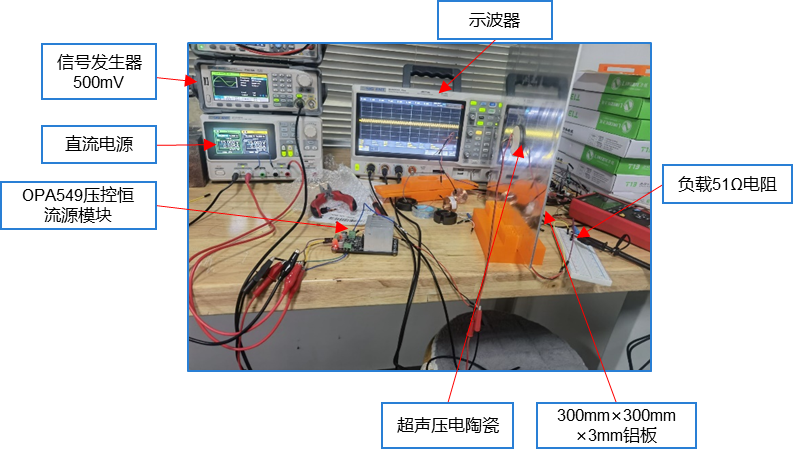 示波器
信号发生器
500mV
直流电源
OPA549压控恒
流源模块
负载51Ω电阻
超声压电陶瓷
300mm×300mm
×3mm铝板